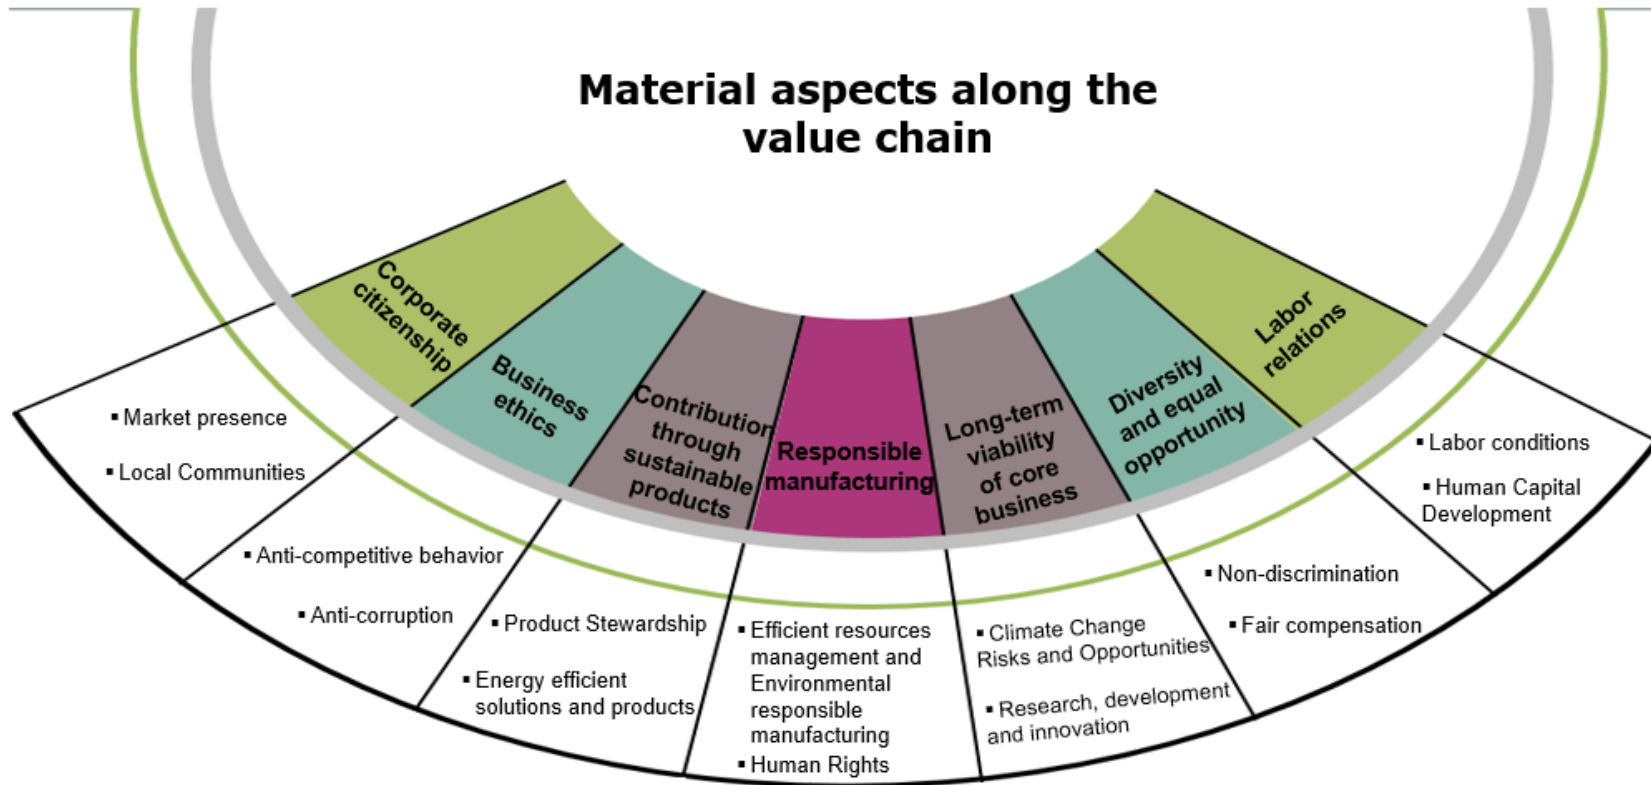 Material aspects along the
value chain
Corporate
citizenship
Business
ethics
Contribution
through
sustainable
products
Responsible
manufacturing
Long-term
viability
of core
business
Diversity
and equal
opportunity
Labor
relations
▪ Market presence
▪ Local Communities
▪ Anti-competitive behavior
▪ Anti-corruption
▪ Product Stewardship
▪ Energy efficient
solutions and products
▪ Efficient resources
management and
Environmental
responsible
manufacturing
▪ Human Rights
▪ Climate Change
Risks and Opportunities
▪ Research, development
and innovation
▪ Non-discrimination
▪ Fair compensation
▪ Labor conditions
▪ Human Capital
Development